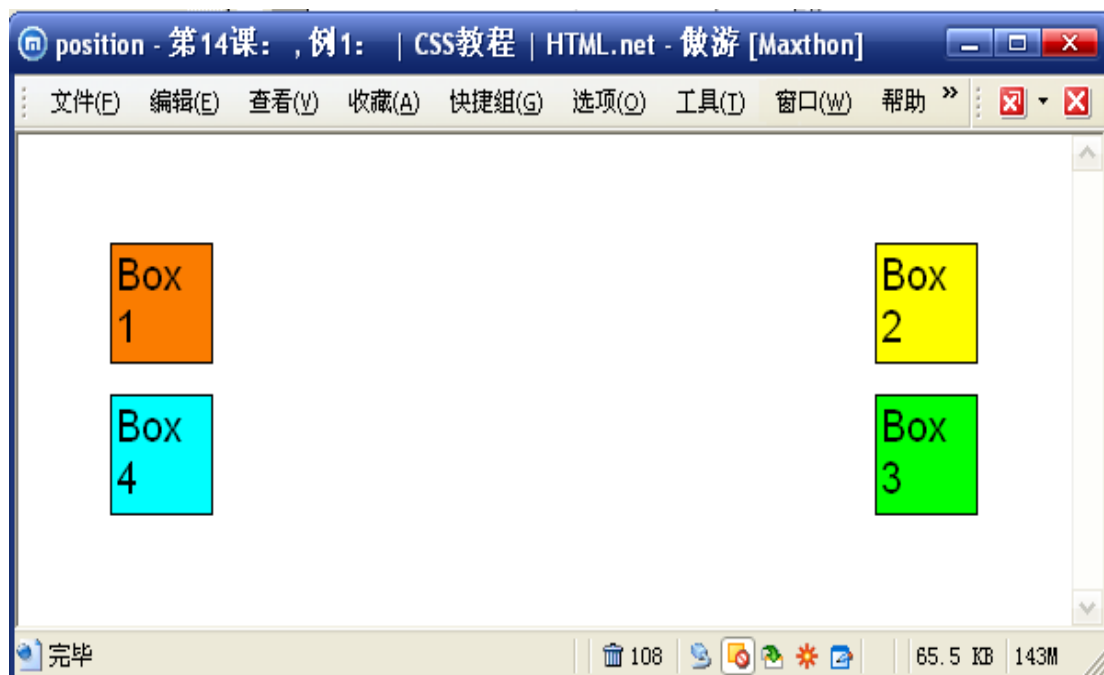 position - 第14课: , 例1: | CSS教程 | HTML.net - 傲游 [Maxthon]
文件(F) 编辑(E) 查看(V) 收藏(A) 快捷组(G) 选项(O) 工具(T) 窗口(W) 帮助 »
Box
1
Box
2
Box
4
Box
3
完毕 108 65.5 KB 143M